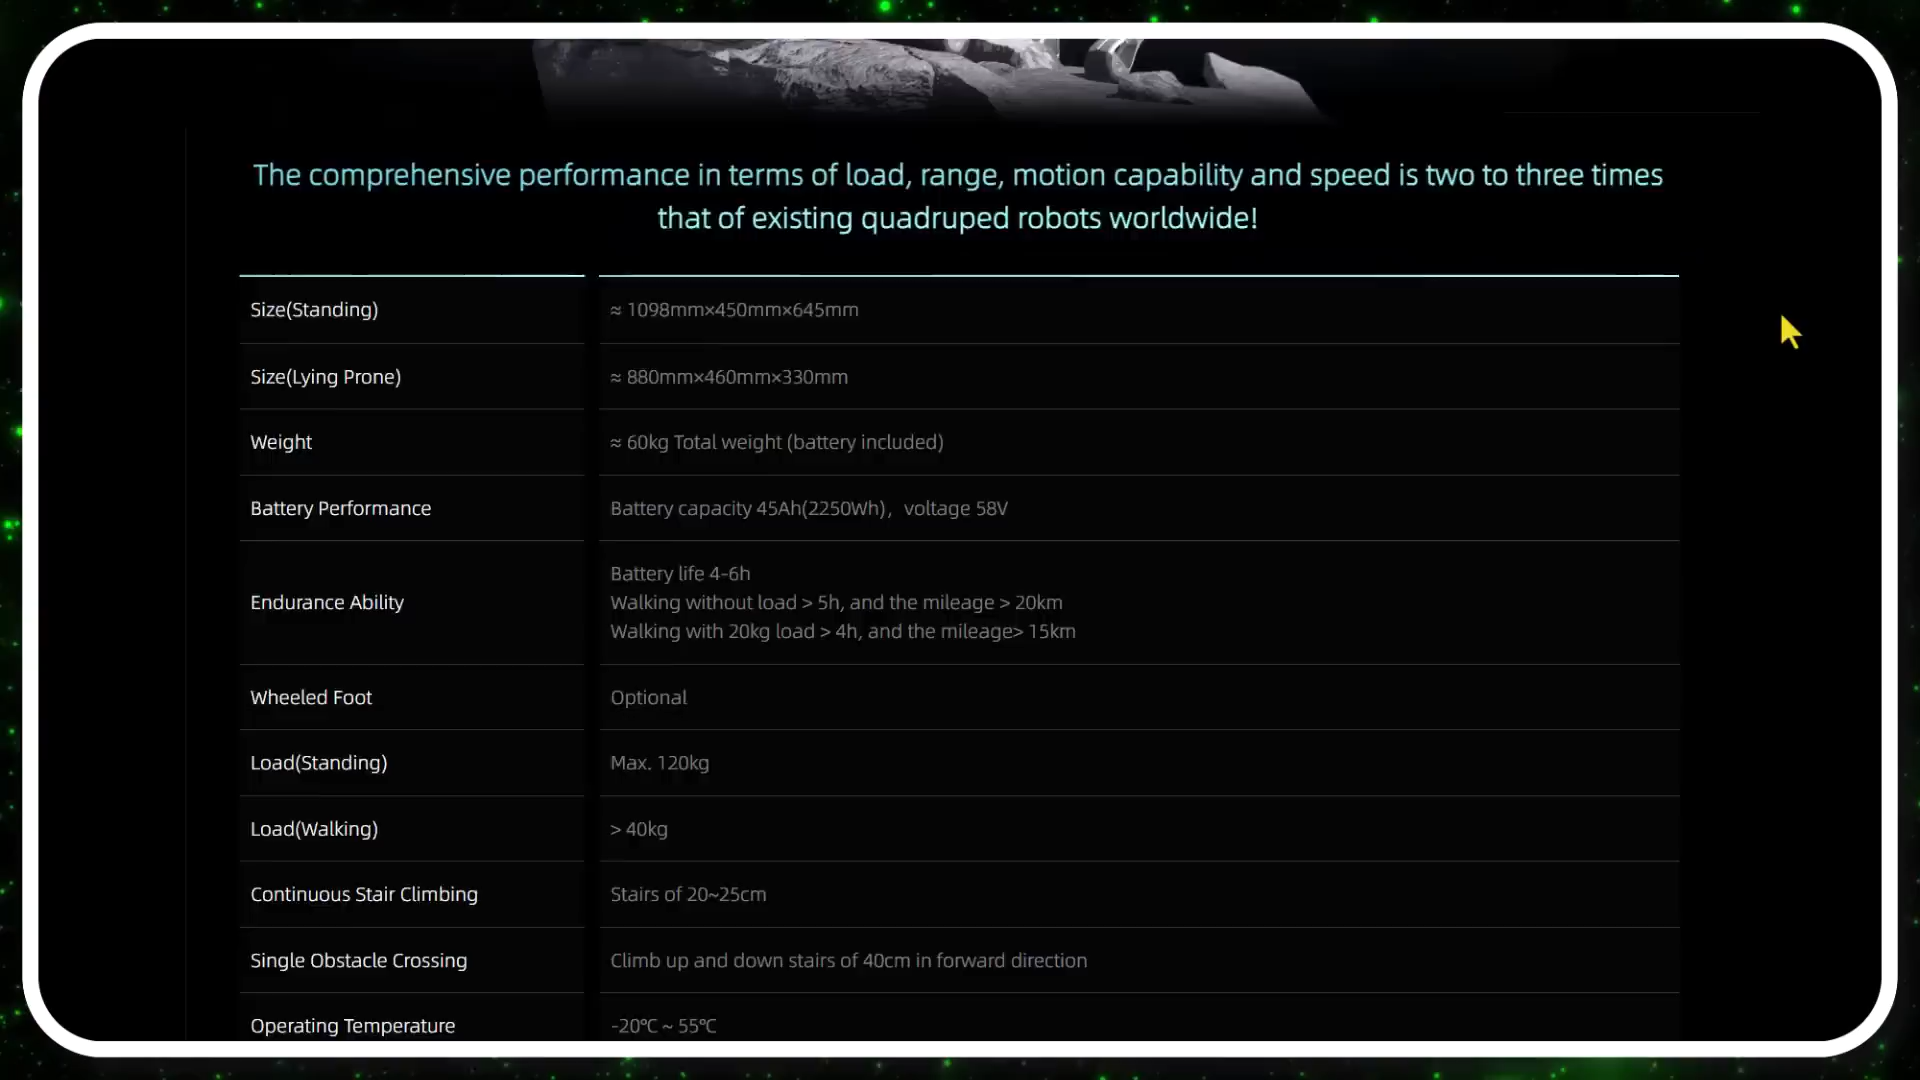 The comprehensive performance in terms of load, range, motion capability and speed is two to three times
that of existing quadruped robots worldwide!
Size(Standing) ≈ 1098mm×450mm×645mm
Size(Lying Prone) ≈ 880mm×460mm×330mm
Weight ≈ 60kg Total weight (battery included)
Battery Performance Battery capacity 45Ah(2250Wh)，voltage 58V
Endurance Ability
Battery life 4-6h
Walking without load > 5h, and the mileage > 20km
Walking with 20kg load > 4h, and the mileage> 15km
Wheeled Foot Optional
Load(Standing) Max. 120kg
Load(Walking) > 40kg
Continuous Stair Climbing Stairs of 20~25cm
Single Obstacle Crossing Climb up and down stairs of 40cm in forward direction
Operating Temperature -20℃ ~ 55℃